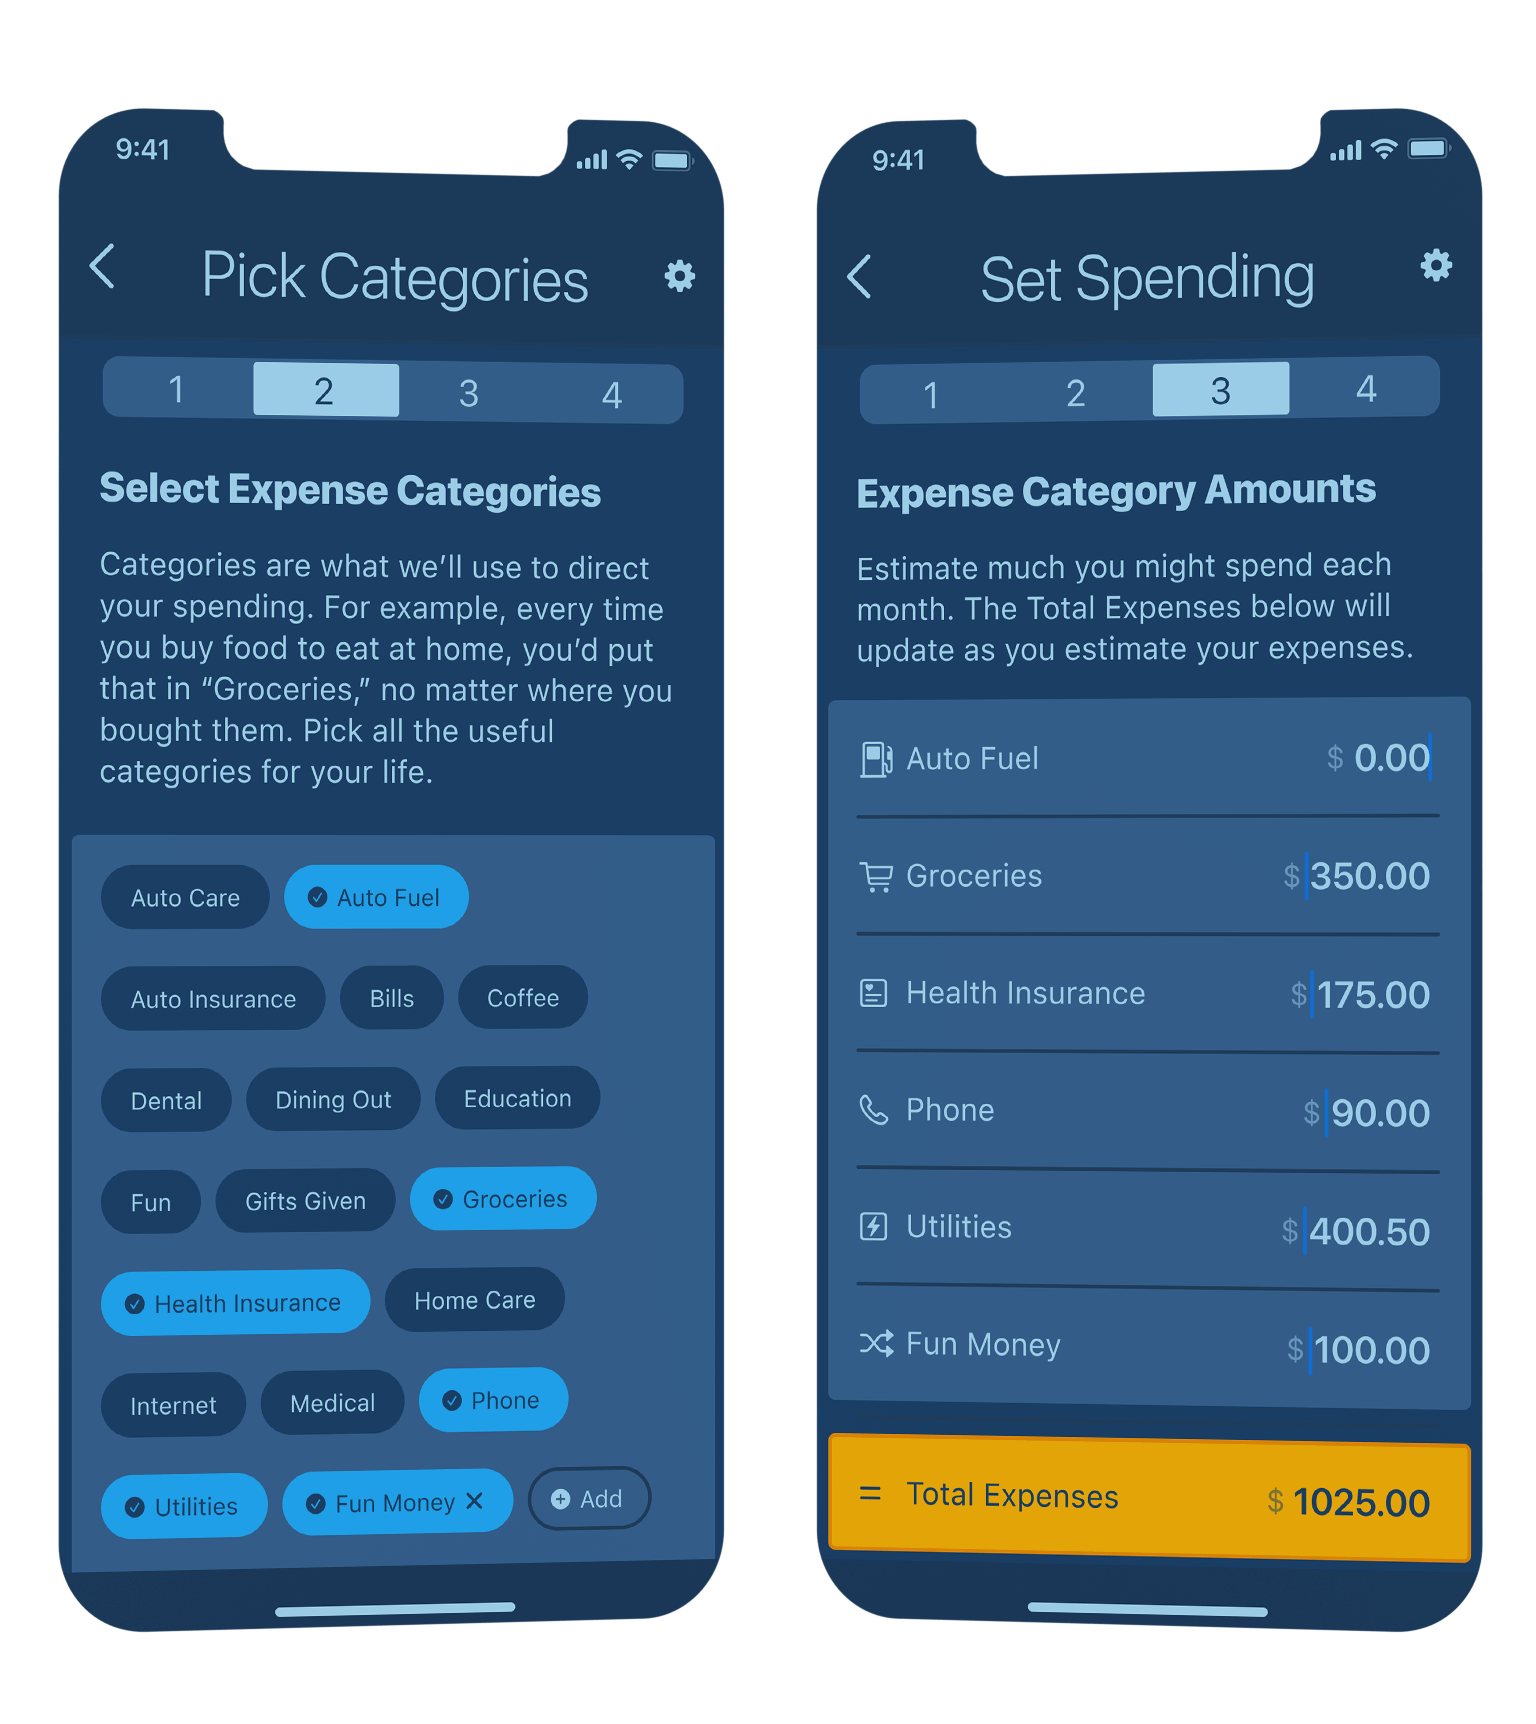 9:41
Pick Categories
1 2 3 4
Select Expense Categories
Categories are what we’ll use to direct
your spending. For example, every time
you buy food to eat at home, you’d put
that in “Groceries,” no matter where you
bought them. Pick all the useful
categories for your life.
Auto Care Auto Fuel
Auto Insurance Bills Coffee
Dental Dining Out Education
Fun Gifts Given Groceries
Health Insurance Home Care
Internet Medical Phone
Utilities Fun Money Add
9:41
Set Spending
1 2 3 4
Expense Category Amounts
Estimate much you might spend each
month. The Total Expenses below will
update as you estimate your expenses.
Auto Fuel $ 0.00
Groceries $ 350.00
Health Insurance $ 175.00
Phone $ 90.00
Utilities $ 400.50
Fun Money $ 100.00
= Total Expenses $ 1025.00